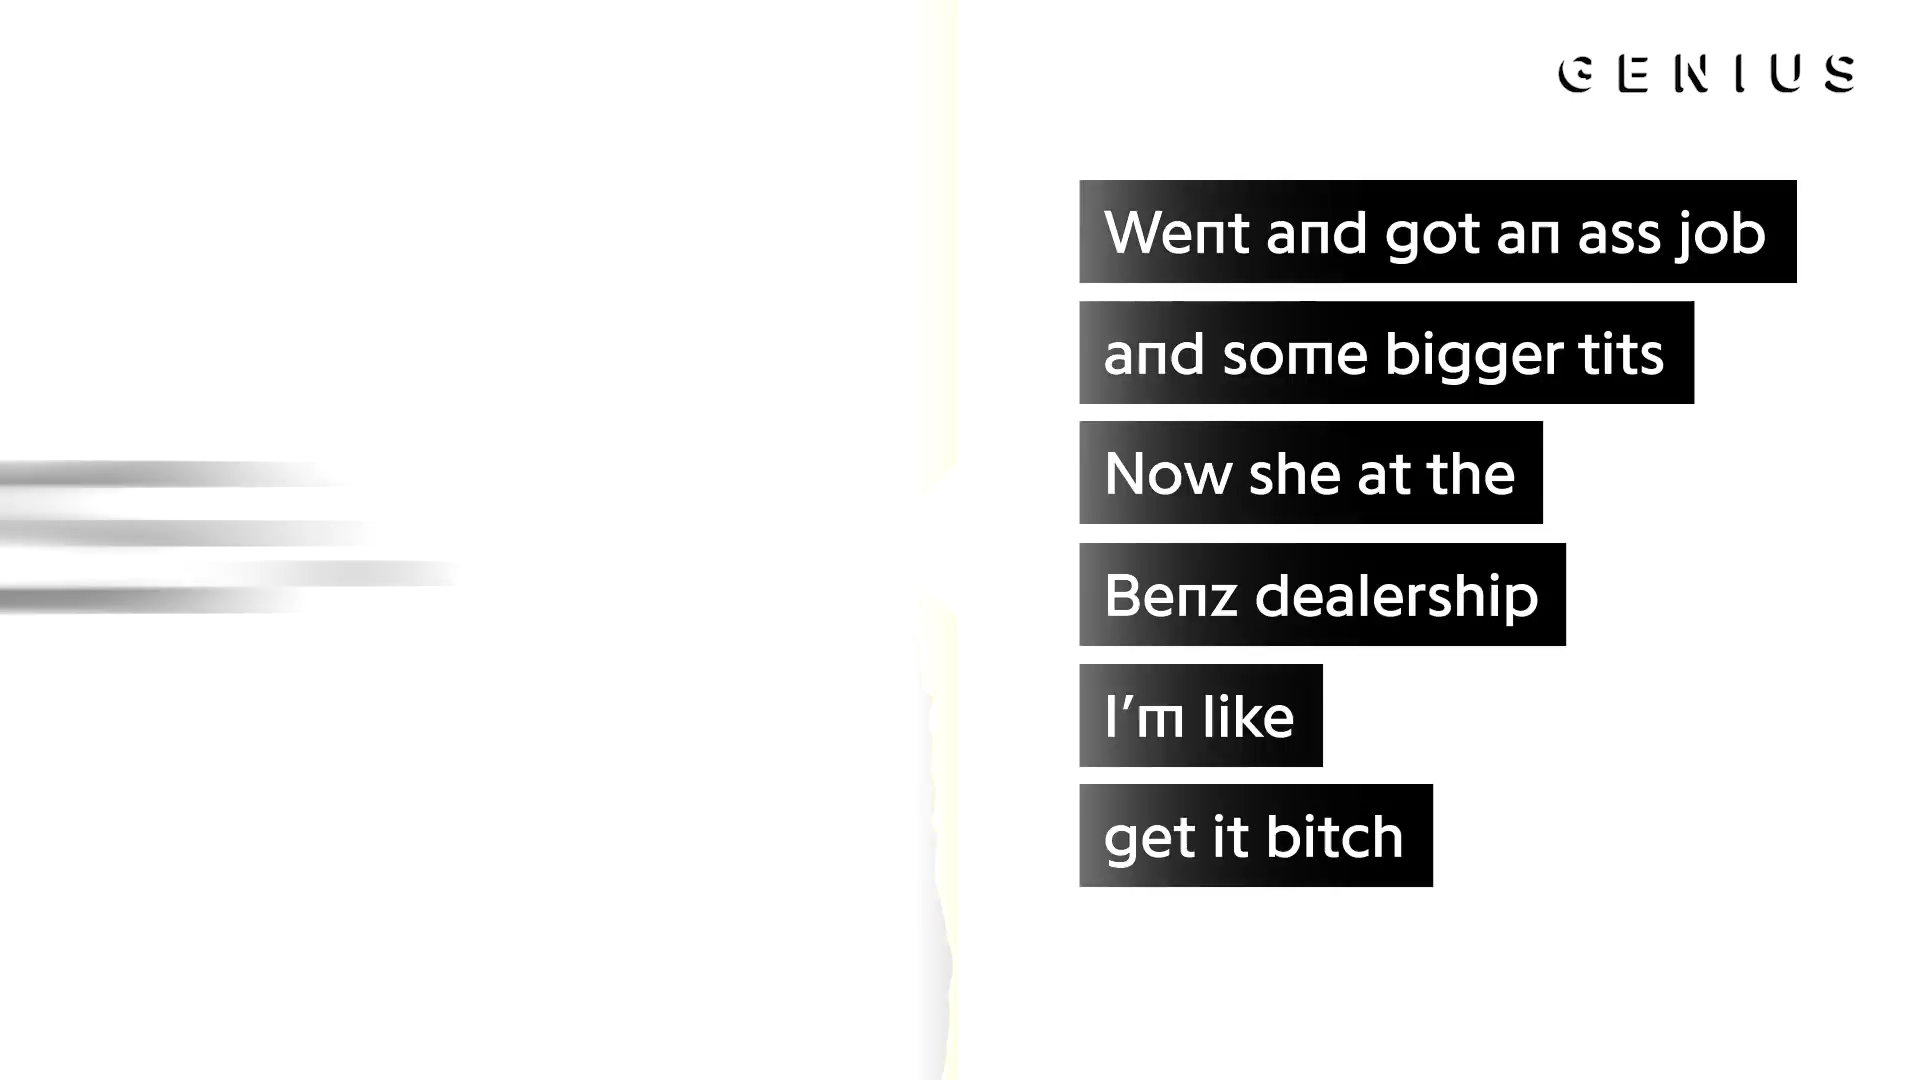 GENIUS
Went and got an ass job
and some bigger tits
Now she at the
Benz dealership
I’m like
get it bitch